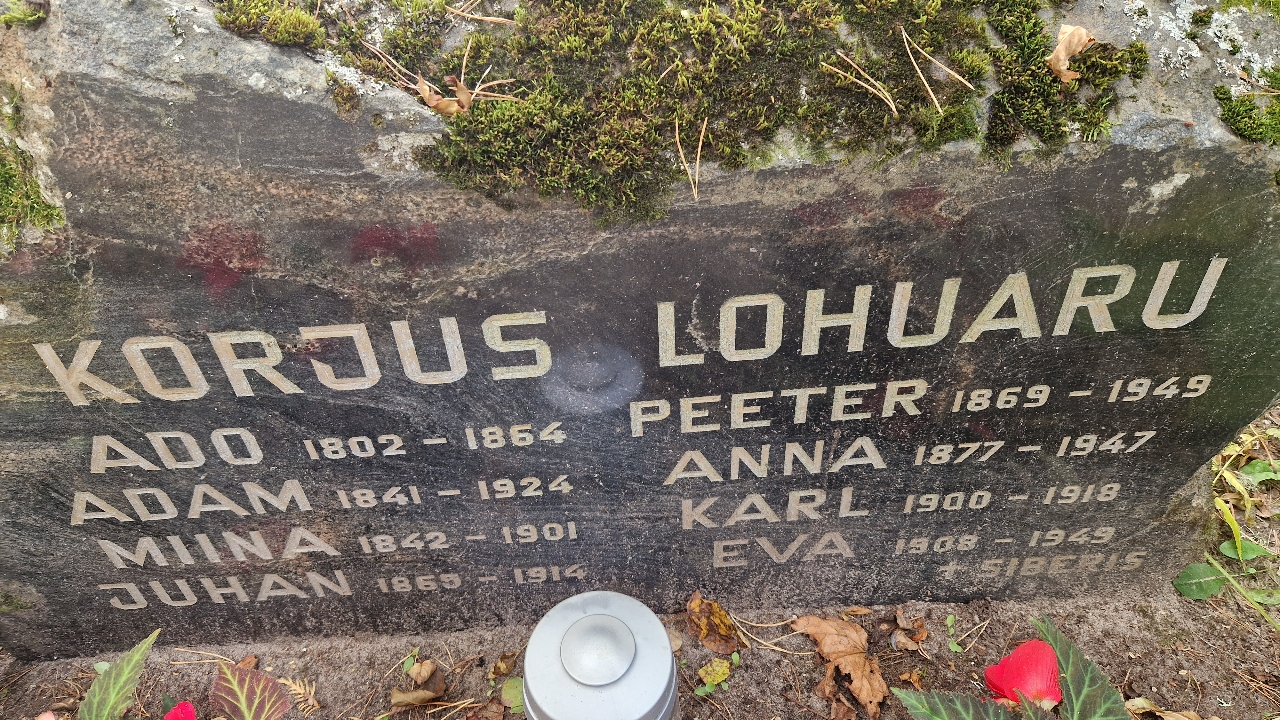 KORJUS
ADO 1802 – 1864
ADAM 1841 – 1924
MIINA 1842 – 1901
JUHAN 1869 – 1914
LOHUARU
PEETER 1869 – 1949
ANNA 1877 – 1947
KARL 1900 – 1918
EVA 1908 – 1949
+ SIBERIS